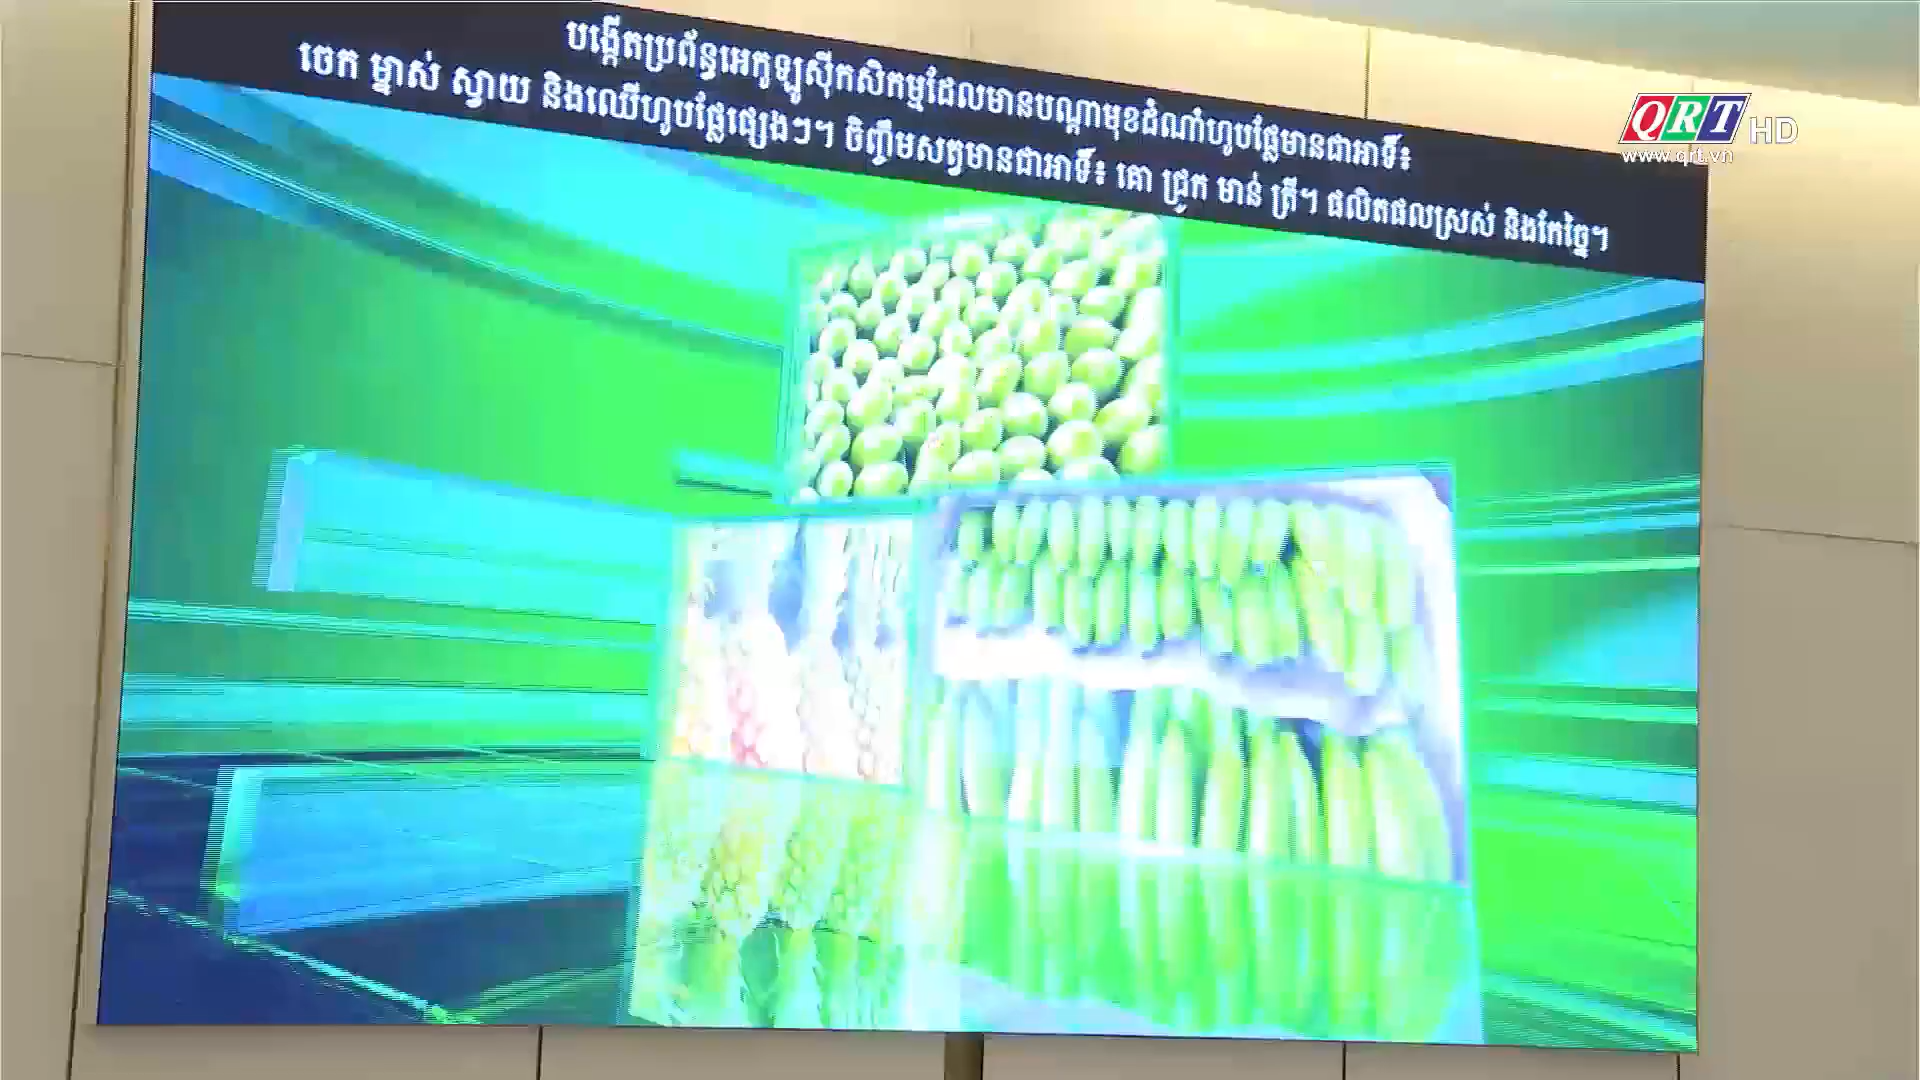 បង្កើតប្រព័ន្ធអេកូឡូស៊ីកសិកម្មដែលមានបណ្តាមុខដំណាំហូបផ្លែមានជាអាទិ៍៖
ចេក ម្នាស់ ស្វាយ និងឈើហូបផ្លែផ្សេងៗ។ ចិញ្ចឹមសត្វមានជាអាទិ៍៖ គោ ជ្រូក មាន់ ត្រី។ ផលិតផលស្រស់ និងកែច្នៃ។
QRT HD
www.qrt.vn